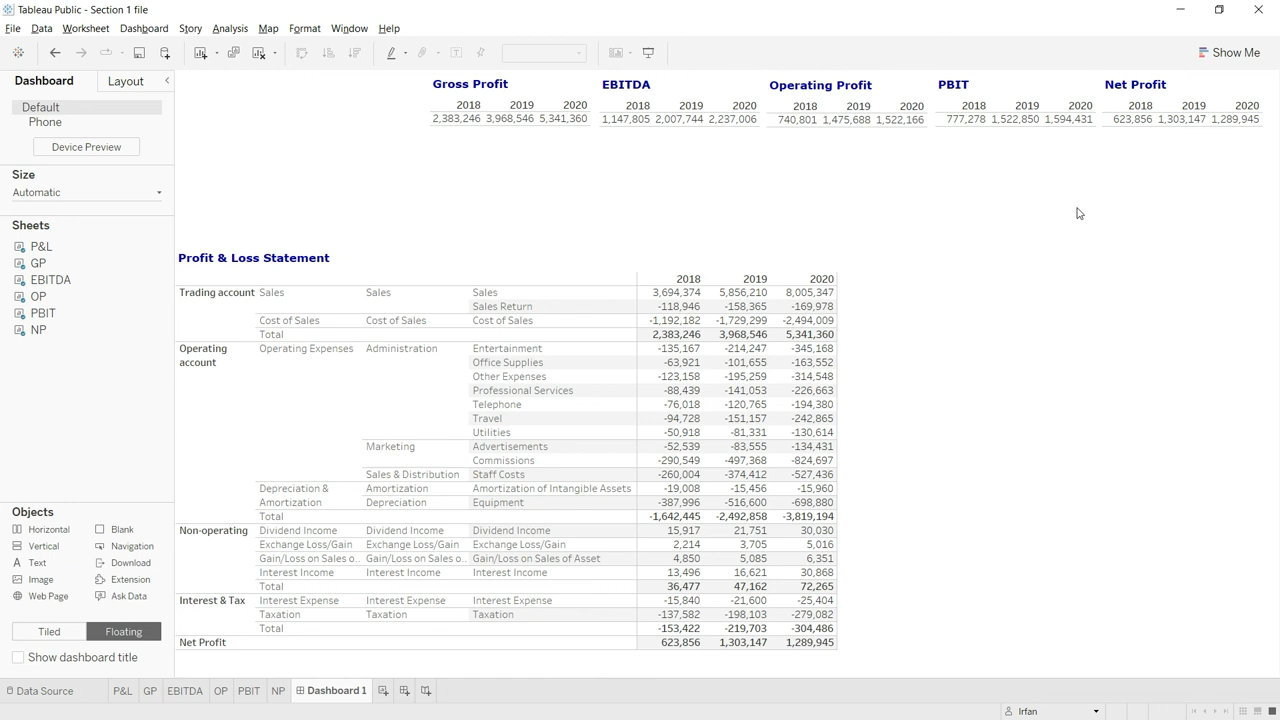 Tableau Public - Section 1 file
File Data Worksheet Dashboard Story Analysis Map Format Window Help
Show Me
Dashboard Layout
Default
Phone
Device Preview
Size
Automatic
Sheets
P&L
GP
EBITDA
OP
PBIT
NP
Objects
Horizontal Blank
Vertical Navigation
Text Download
Image Extension
Web Page Ask Data
Tiled Floating
Show dashboard title
Gross Profit EBITDA Operating Profit PBIT Net Profit
2018 2019 2020 2018 2019 2020 2018 2019 2020 2018 2019 2020 2018 2019 2020
2,383,246 3,968,546 5,341,360 1,147,805 2,007,744 2,237,006 740,801 1,475,688 1,522,166 777,278 1,522,850 1,594,431 623,856 1,303,147 1,289,945
Profit & Loss Statement
2018 2019 2020
Trading account Sales Sales Sales 3,694,374 5,856,210 8,005,347
Sales Return -118,946 -158,365 -169,978
Cost of Sales Cost of Sales Cost of Sales -1,192,182 -1,729,299 -2,494,009
Total 2,383,246 3,968,546 5,341,360
Operating Operating Expenses Administration Entertainment -135,167 -214,247 -345,168
account Office Supplies -63,921 -101,655 -163,552
Other Expenses -123,158 -195,259 -314,548
Professional Services -88,439 -141,053 -226,663
Telephone -76,018 -120,765 -194,380
Travel -94,728 -151,157 -242,865
Utilities -50,918 -81,331 -130,614
Marketing Advertisements -52,539 -83,555 -134,431
Commissions -290,549 -497,368 -824,697
Sales & Distribution Staff Costs -260,004 -374,412 -527,436
Depreciation & Amortization Amortization of Intangible Assets -19,008 -15,456 -15,960
Amortization Depreciation Equipment -387,996 -516,600 -698,880
Total -1,642,445 -2,492,858 -3,819,194
Non-operating Dividend Income Dividend Income Dividend Income 15,917 21,751 30,030
Exchange Loss/Gain Exchange Loss/Gain Exchange Loss/Gain 2,214 3,705 5,016
Gain/Loss on Sales o.. Gain/Loss on Sales o.. Gain/Loss on Sales of Asset 4,850 5,085 6,351
Interest Income Interest Income Interest Income 13,496 16,621 30,868
Total 36,477 47,162 72,265
Interest & Tax Interest Expense Interest Expense Interest Expense -15,840 -21,600 -25,404
Taxation Taxation Taxation -137,582 -198,103 -279,082
Total -153,422 -219,703 -304,486
Net Profit 623,856 1,303,147 1,289,945
Data Source P&L GP EBITDA OP PBIT NP Dashboard 1
Irfan